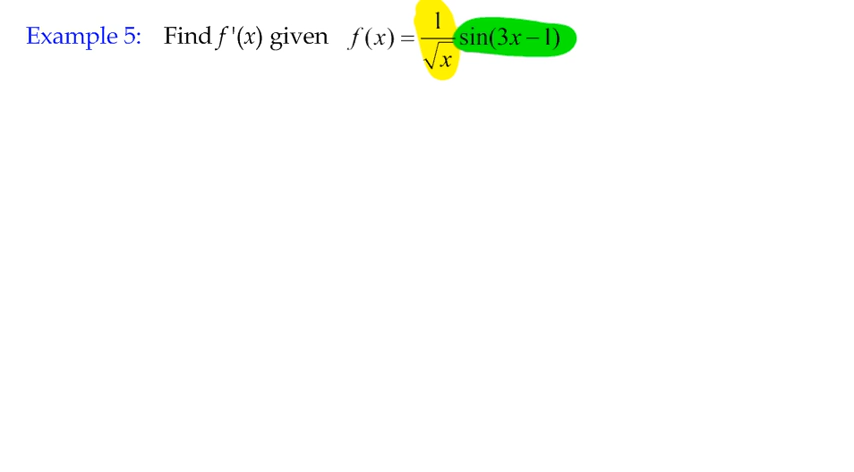 Example 5: Find f '(x) given f(x) = 1/√x sin(3x – 1)